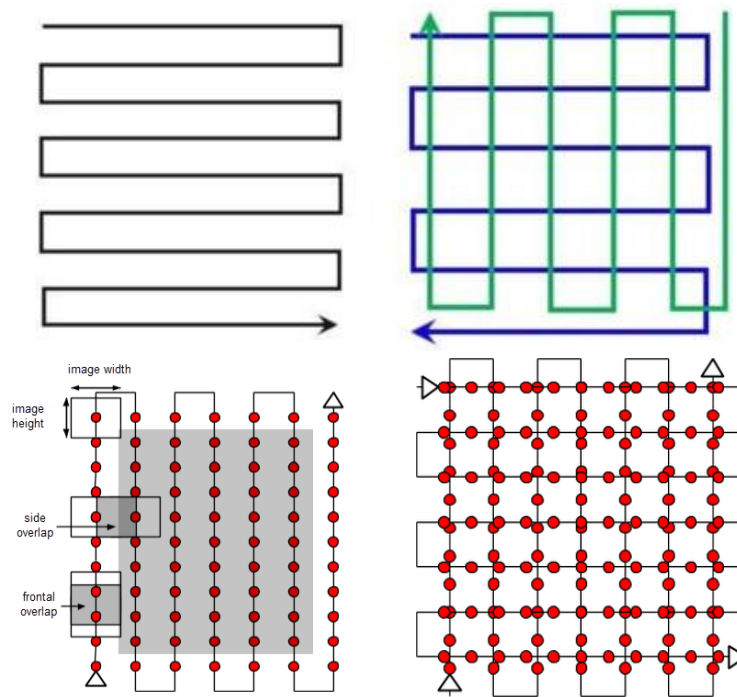 image width
image
height
side
overlap
frontal
overlap